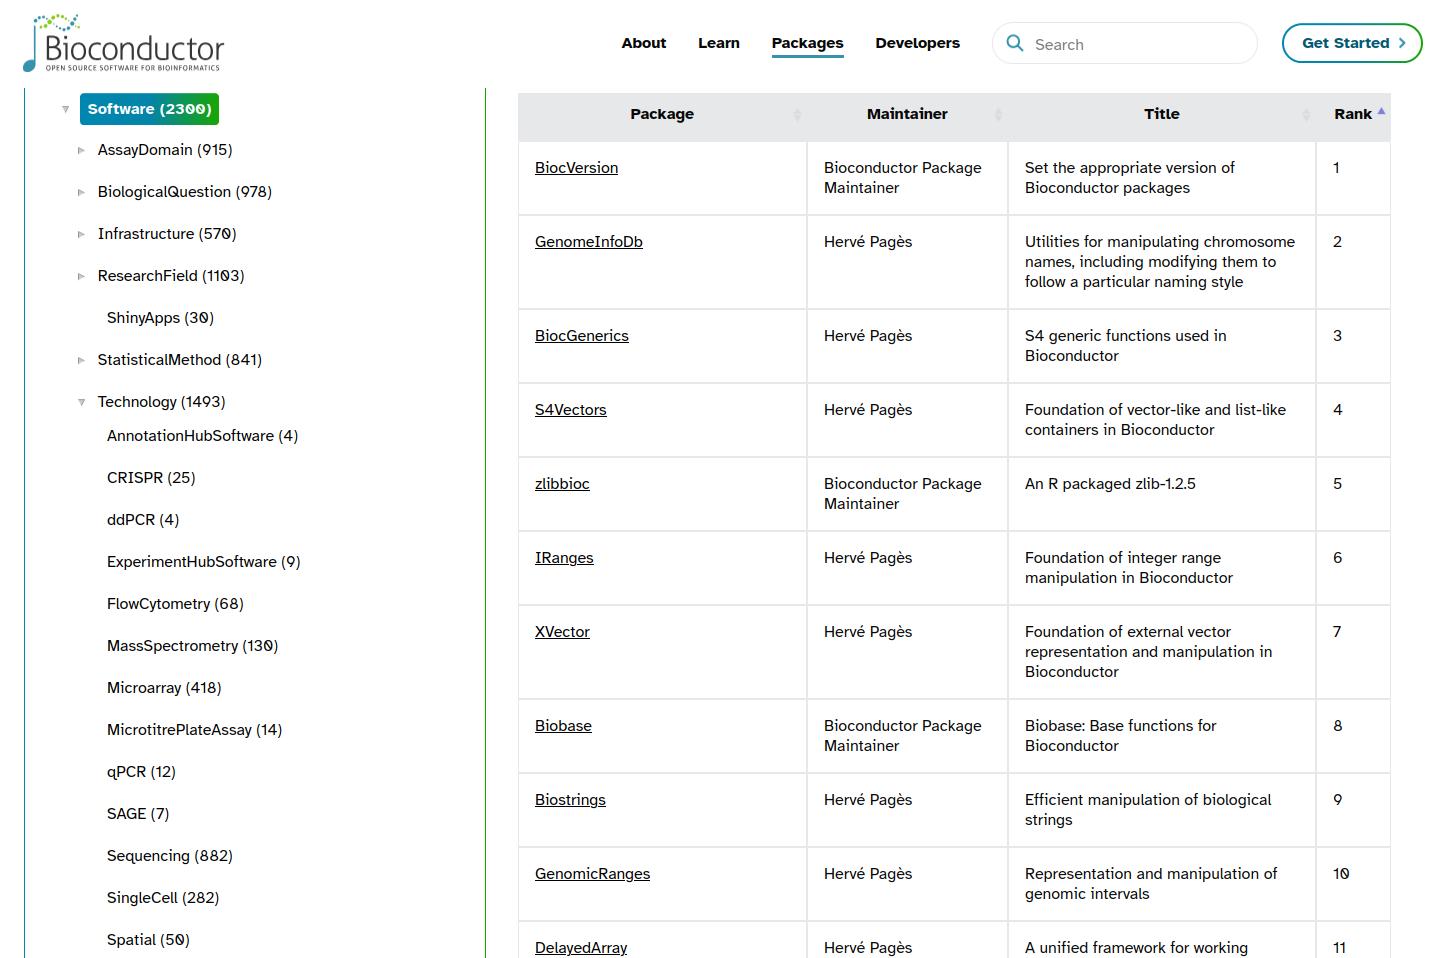 Bioconductor
OPEN SOURCE SOFTWARE FOR BIOINFORMATICS
About
Learn
Packages
Developers
Search
Get Started
Software (2300)
AssayDomain (915)
BiologicalQuestion (978)
Infrastructure (570)
ResearchField (1103)
ShinyApps (30)
StatisticalMethod (841)
Technology (1493)
AnnotationHubSoftware (4)
CRISPR (25)
ddPCR (4)
ExperimentHubSoftware (9)
FlowCytometry (68)
MassSpectrometry (130)
Microarray (418)
MicrotitrePlateAssay (14)
qPCR (12)
SAGE (7)
Sequencing (882)
SingleCell (282)
Spatial (50)
Package
Maintainer
Title
Rank
BiocVersion
Bioconductor Package
Maintainer
Set the appropriate version of
Bioconductor packages
1
GenomeInfoDb
Hervé Pagès
Utilities for manipulating chromosome
names, including modifying them to
follow a particular naming style
2
BiocGenerics
Hervé Pagès
S4 generic functions used in
Bioconductor
3
S4Vectors
Hervé Pagès
Foundation of vector-like and list-like
containers in Bioconductor
4
zlibbioc
Bioconductor Package
Maintainer
An R packaged zlib-1.2.5
5
IRanges
Hervé Pagès
Foundation of integer range
manipulation in Bioconductor
6
XVector
Hervé Pagès
Foundation of external vector
representation and manipulation in
Bioconductor
7
Biobase
Bioconductor Package
Maintainer
Biobase: Base functions for
Bioconductor
8
Biostrings
Hervé Pagès
Efficient manipulation of biological
strings
9
GenomicRanges
Hervé Pagès
Representation and manipulation of
genomic intervals
10
DelayedArray
Hervé Pagès
A unified framework for working
11